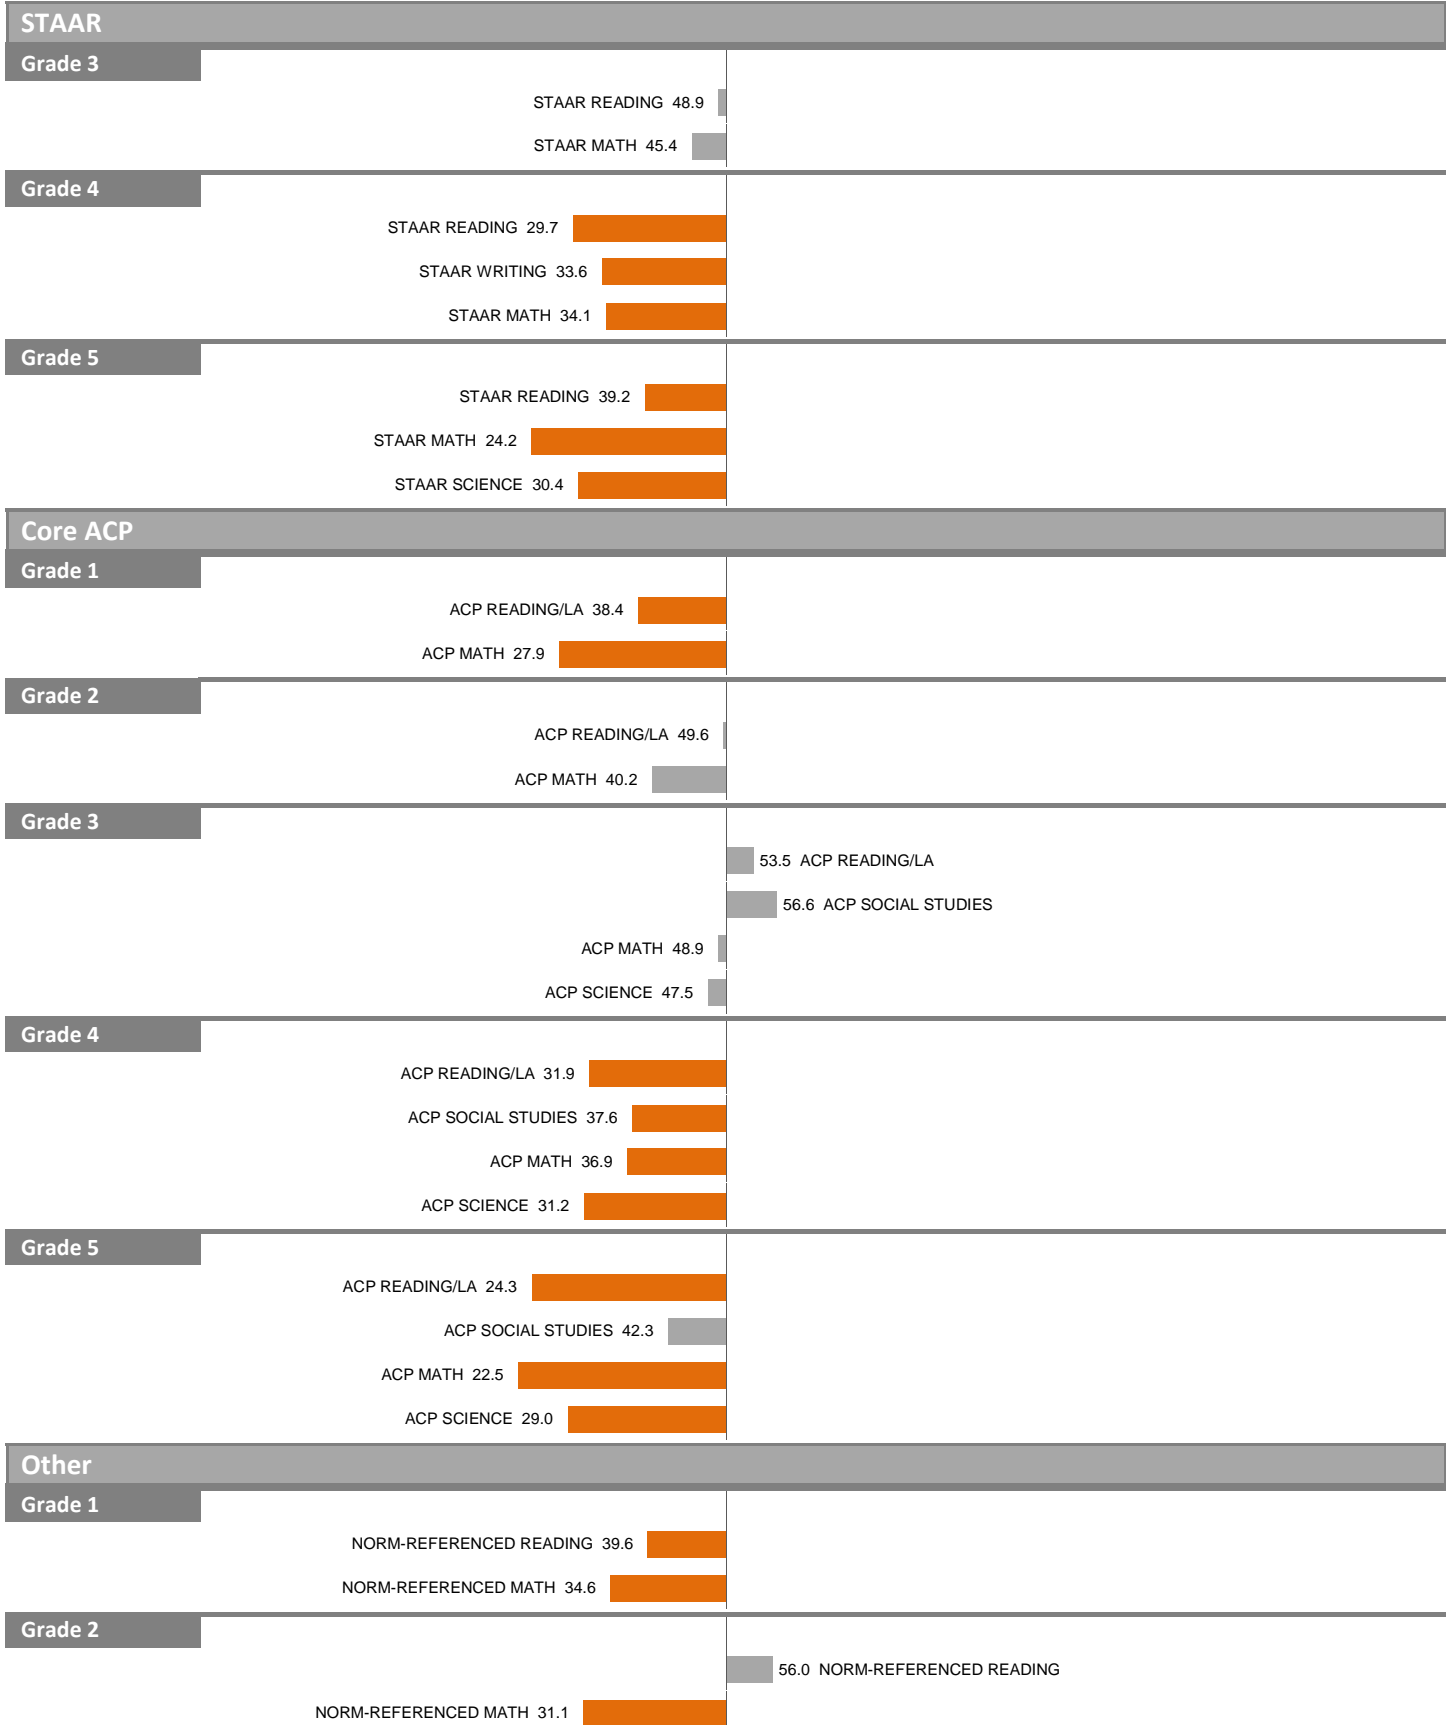 STAAR
Grade 3
STAAR READING 48.9
STAAR MATH 45.4
Grade 4
STAAR READING 29.7
STAAR WRITING 33.6
STAAR MATH 34.1
Grade 5
STAAR READING 39.2
STAAR MATH 24.2
STAAR SCIENCE 30.4
Core ACP
Grade 1
ACP READING/LA 38.4
ACP MATH 27.9
Grade 2
ACP READING/LA 49.6
ACP MATH 40.2
Grade 3
53.5 ACP READING/LA
56.6 ACP SOCIAL STUDIES
ACP MATH 48.9
ACP SCIENCE 47.5
Grade 4
ACP READING/LA 31.9
ACP SOCIAL STUDIES 37.6
ACP MATH 36.9
ACP SCIENCE 31.2
Grade 5
ACP READING/LA 24.3
ACP SOCIAL STUDIES 42.3
ACP MATH 22.5
ACP SCIENCE 29.0
Other
Grade 1
NORM-REFERENCED READING 39.6
NORM-REFERENCED MATH 34.6
Grade 2
56.0 NORM-REFERENCED READING
NORM-REFERENCED MATH 31.1